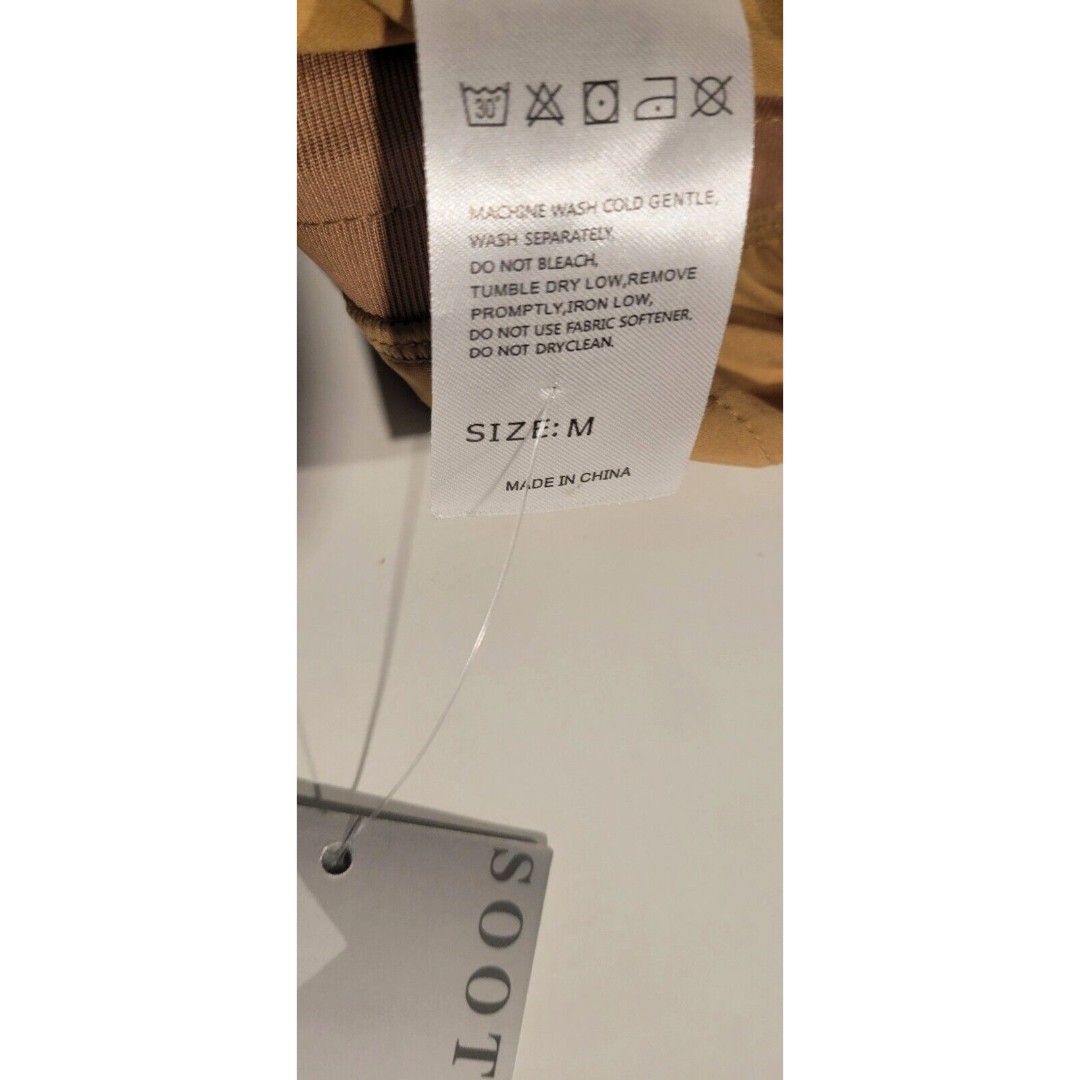 30°
MACHINE WASH COLD GENTLE,
WASH SEPARATELY,
DO NOT BLEACH,
TUMBLE DRY LOW,REMOVE
PROMPTLY,IRON LOW,
DO NOT USE FABRIC SOFTENER.
DO NOT DRYCLEAN.
SIZE: M
MADE IN CHINA
SOOT